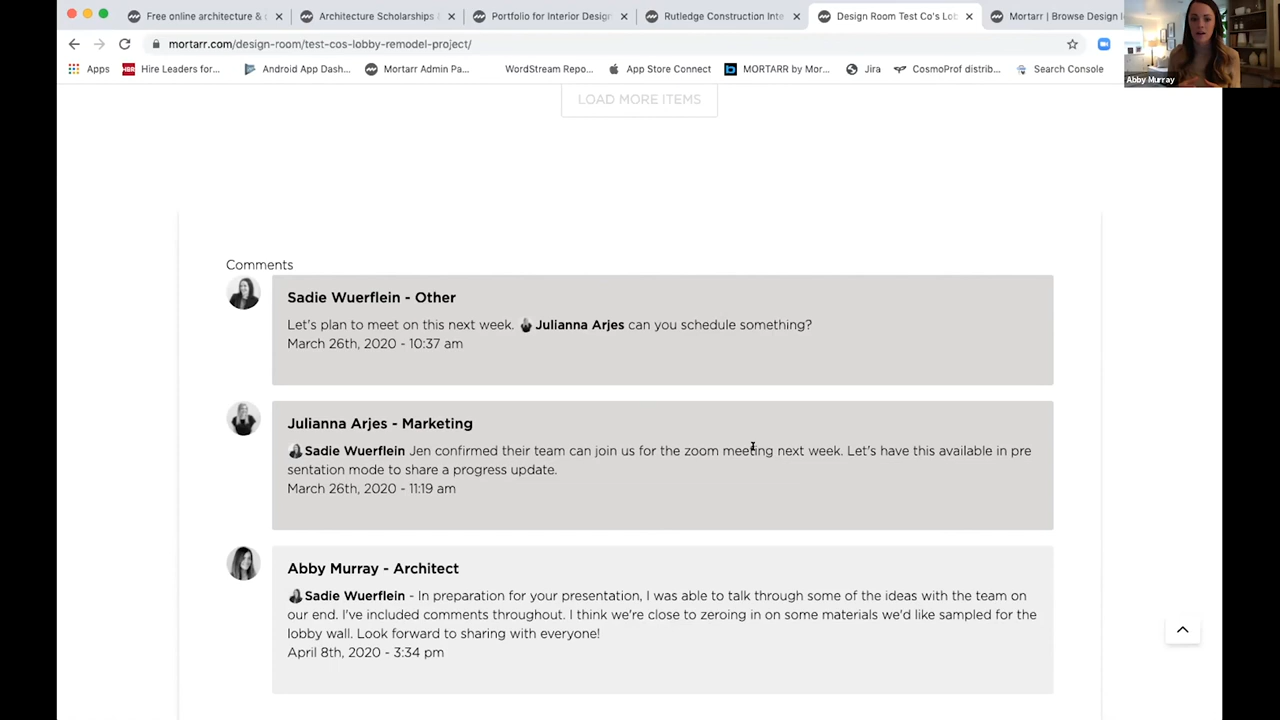 Free online architecture &
Architecture Scholarships
Portfolio for Interior Desig
Rutledge Construction Inte
Design Room Test Co's Lob
Mortarr | Browse Design
mortarr.com/design-room/test-cos-lobby-remodel-project/
Apps
HBR
Hire Leaders for...
Android App Dash...
Mortarr Admin Pa...
WordStream Repo...
App Store Connect
MORTARR by Mor...
Jira
CosmoProf distrib...
Search Console
Abby Murray
LOAD MORE ITEMS
Comments
Sadie Wuerflein - Other
Let's plan to meet on this next week. Julianna Arjes can you schedule something?
March 26th, 2020 - 10:37 am
Julianna Arjes - Marketing
Sadie Wuerflein Jen confirmed their team can join us for the zoom meeting next week. Let's have this available in pre
sentation mode to share a progress update.
March 26th, 2020 - 11:19 am
Abby Murray - Architect
Sadie Wuerflein - In preparation for your presentation, I was able to talk through some of the ideas with the team on
our end. I've included comments throughout. I think we're close to zeroing in on some materials we'd like sampled for the
lobby wall. Look forward to sharing with everyone!
April 8th, 2020 - 3:34 pm